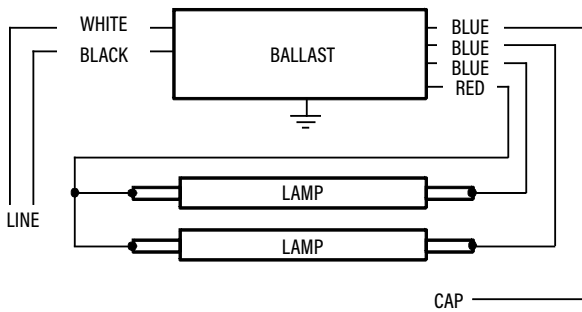 WHITE
BLACK
BALLAST
BLUE
BLUE
BLUE
RED
LINE
LAMP
LAMP
CAP